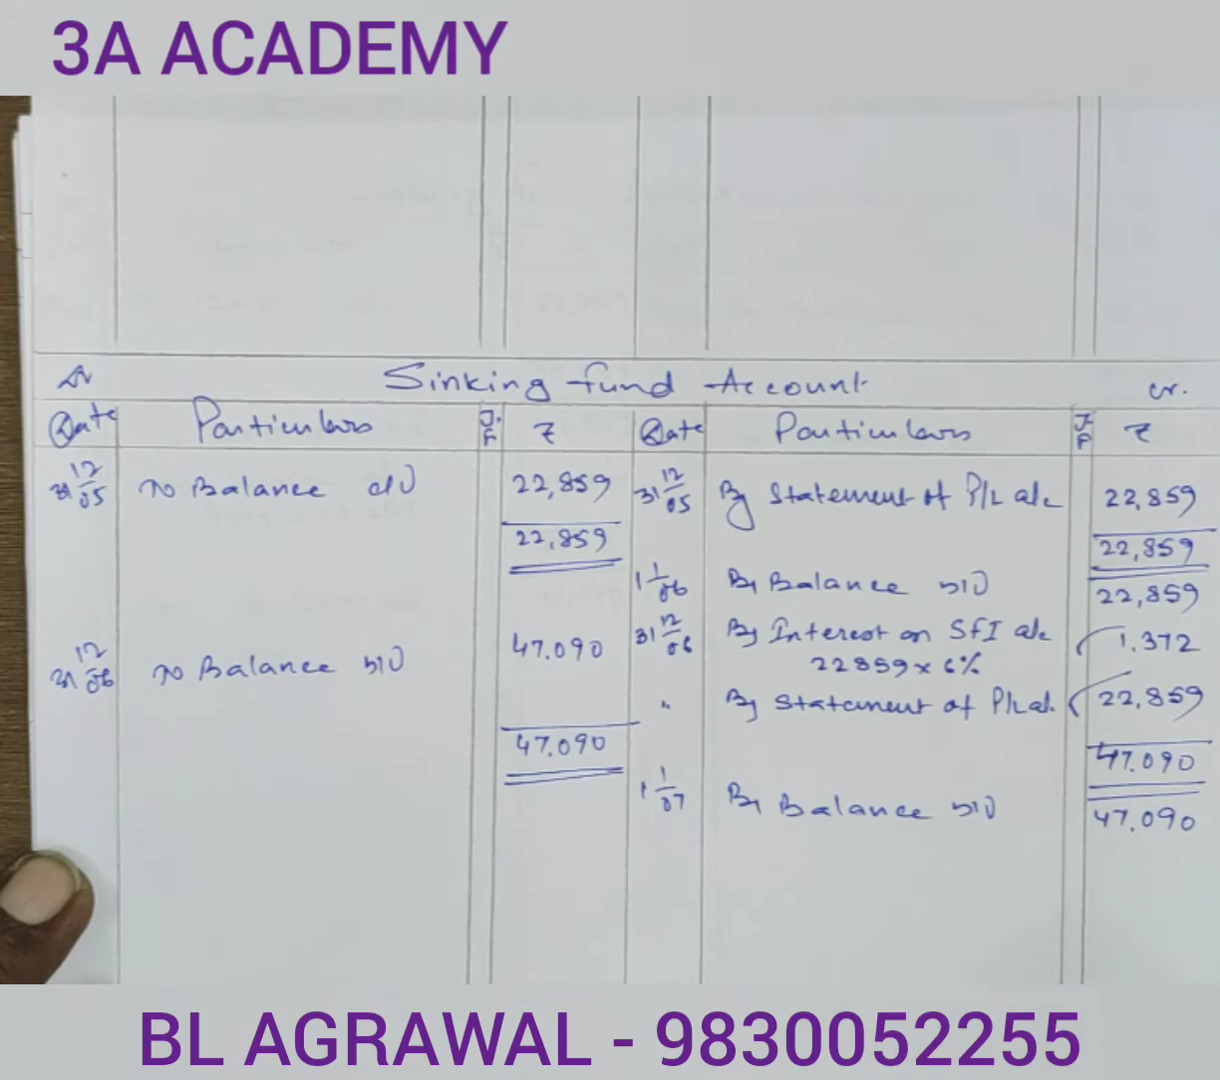 3A ACADEMY
Dr Sinking fund Account cr.
Date Particulars J.F ₹ Date Particulars J.F ₹
31 12/05 To Balance c/d 22,859 31 12/05 By Statement of P/L a/c 22,859
22,859 22,859
1 1/06 By Balance b/d 22,859
31 12/06 To Balance b/d 47.090 31 12/06 By Interest on SFI a/c 1.372
22859 x 6%
" By Statement of P/L a/c. 22,859
47.090 47.090
1 1/07 By Balance b/d 47.090
BL AGRAWAL - 9830052255